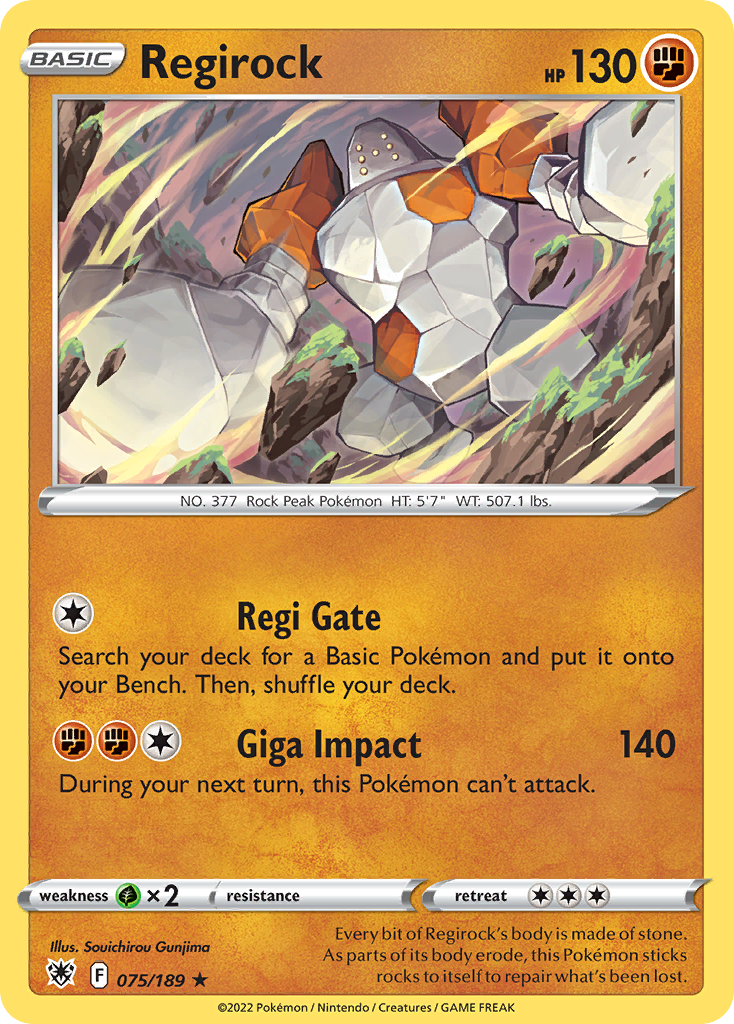 BASIC Regirock HP 130
NO. 377 Rock Peak Pokémon HT: 5'7" WT: 507.1 lbs.
Regi Gate
Search your deck for a Basic Pokémon and put it onto
your Bench. Then, shuffle your deck.
Giga Impact 140
During your next turn, this Pokémon can't attack.
weakness ×2 resistance retreat
Illus. Souichirou Gunjima
F 075/189 ★
Every bit of Regirock's body is made of stone.
As parts of its body erode, this Pokémon sticks
rocks to itself to repair what's been lost.
©2022 Pokémon / Nintendo / Creatures / GAME FREAK